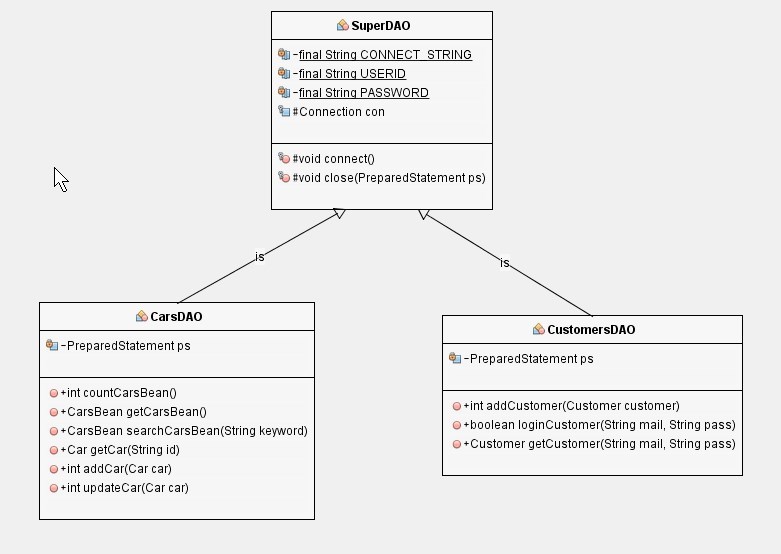 SuperDAO
-final String CONNECT_STRING
-final String USERID
-final String PASSWORD
#Connection con
#void connect()
#void close(PreparedStatement ps)
is
is
CarsDAO
-PreparedStatement ps
+int countCarsBean()
+CarsBean getCarsBean()
+CarsBean searchCarsBean(String keyword)
+Car getCar(String id)
+int addCar(Car car)
+int updateCar(Car car)
CustomersDAO
-PreparedStatement ps
+int addCustomer(Customer customer)
+boolean loginCustomer(String mail, String pass)
+Customer getCustomer(String mail, String pass)